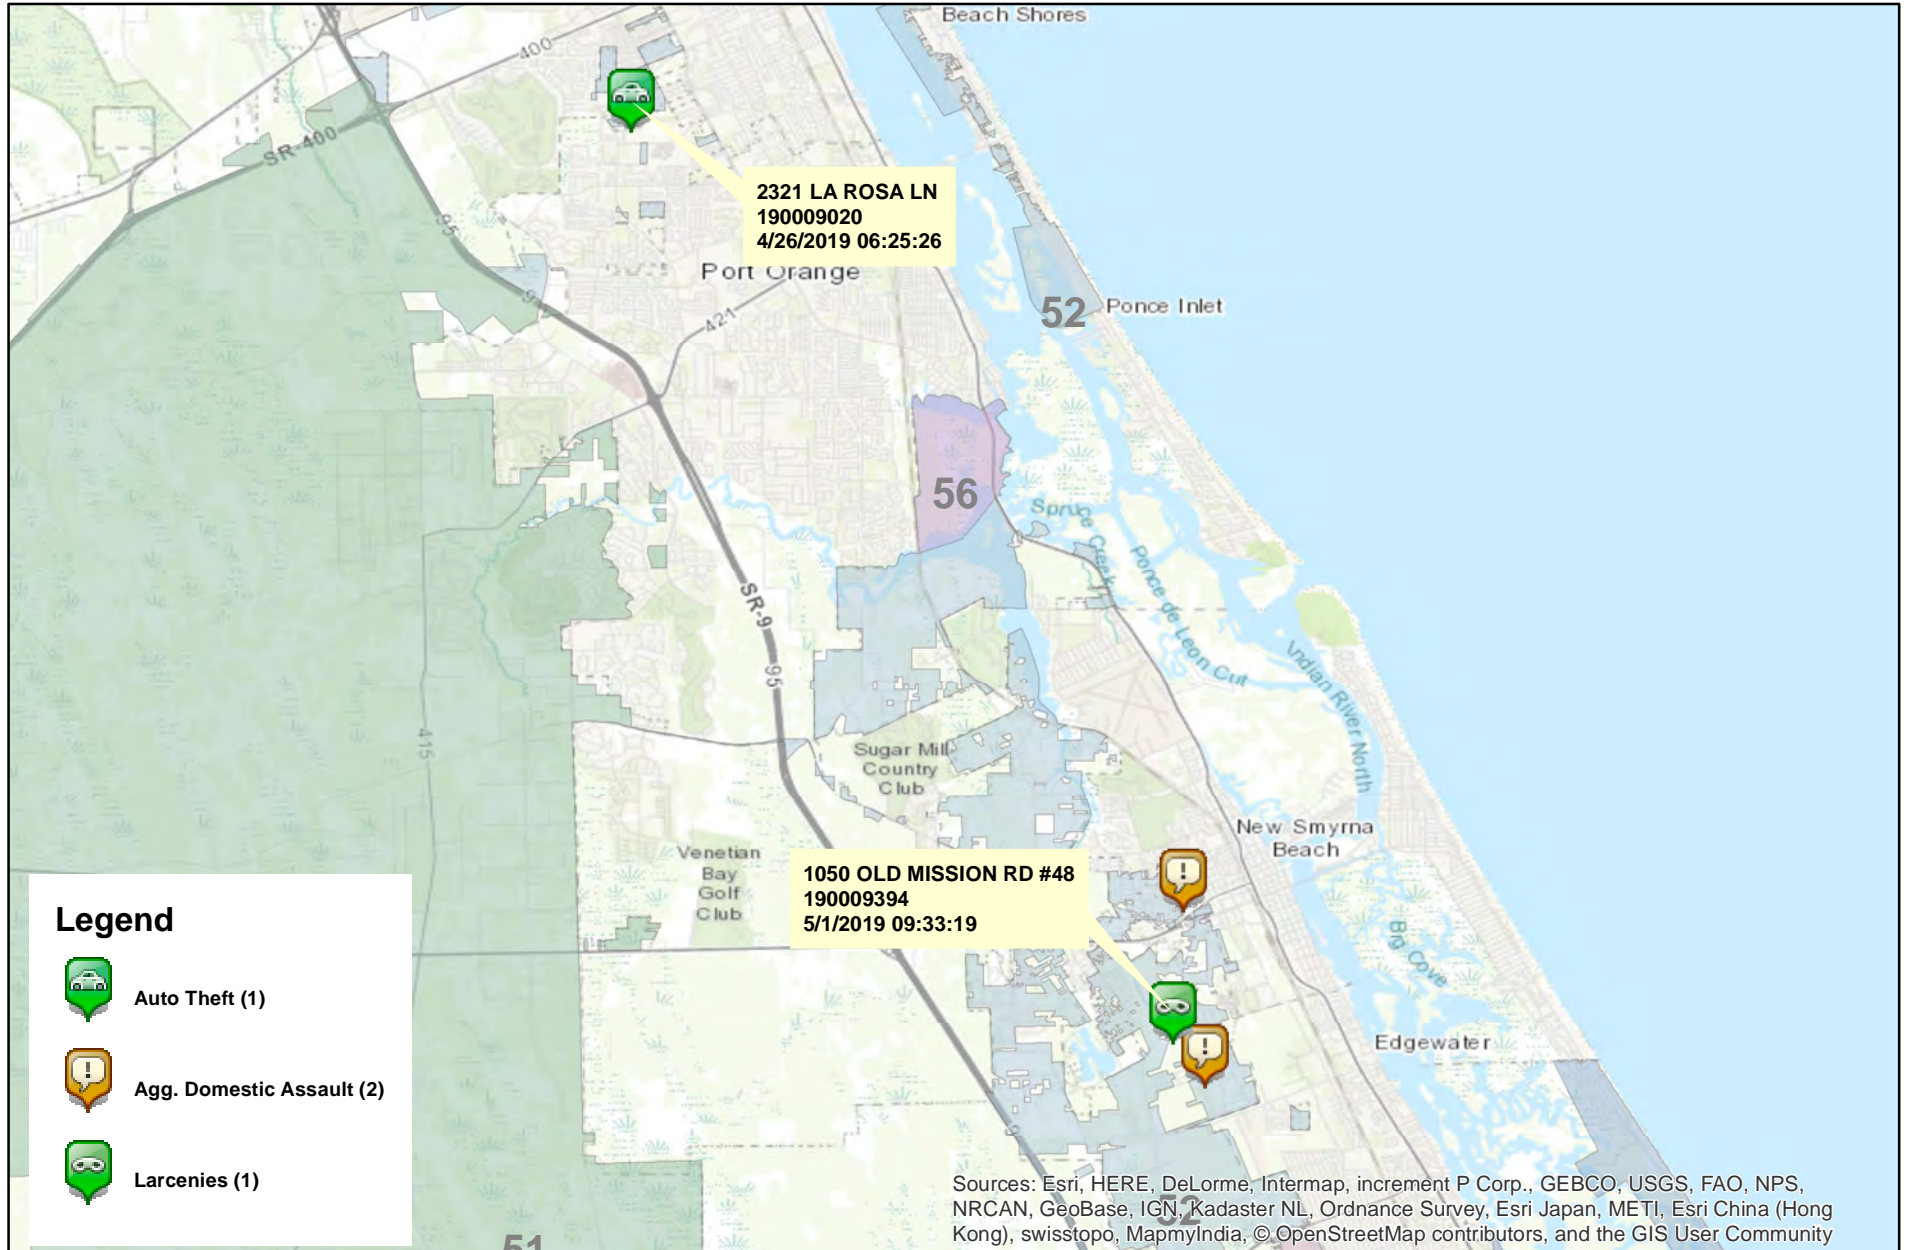 Beach Shores
400
SR-400
95
2321 LA ROSA LN
190009020
4/26/2019 06:25:26
Port Orange
52
Ponce Inlet
421
56
Spruce Creek
Ponce de Leon Cut
SR-9
95
Indian River North
415
Sugar Mill
Country
Club
New Smyrna
Beach
Venetian
Bay
Golf
Club
1050 OLD MISSION RD #48
190009394
5/1/2019 09:33:19
Big Cove
Edgewater
Legend
Auto Theft (1)
Agg. Domestic Assault (2)
Larcenies (1)
52
51
Sources: Esri, HERE, DeLorme, Intermap, increment P Corp., GEBCO, USGS, FAO, NPS,
NRCAN, GeoBase, IGN, Kadaster NL, Ordnance Survey, Esri Japan, METI, Esri China (Hong
Kong), swisstopo, MapmyIndia, © OpenStreetMap contributors, and the GIS User Community